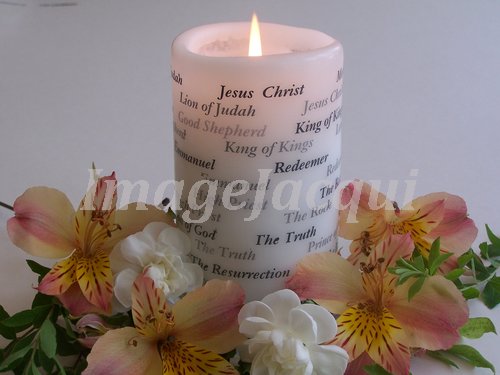 Jesus Christ
Lion of Judah Jesus
Good Shepherd King of
King of Kings
Emmanuel Redeemer
The Rock
The Truth
of God
The Truth
The Resurrection
ImageJacqui